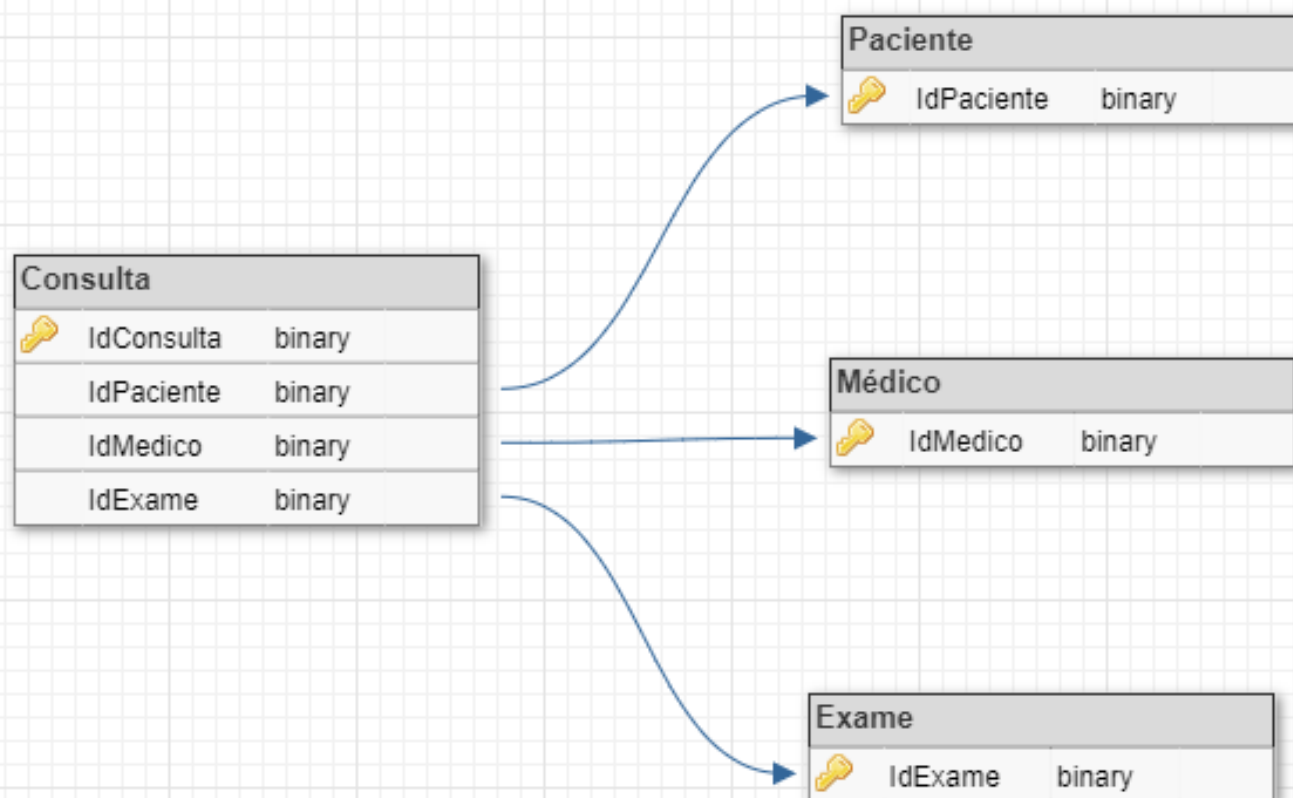 Paciente
IdPaciente binary
Consulta
IdConsulta binary
IdPaciente binary
IdMedico binary
IdExame binary
Médico
IdMedico binary
Exame
IdExame binary